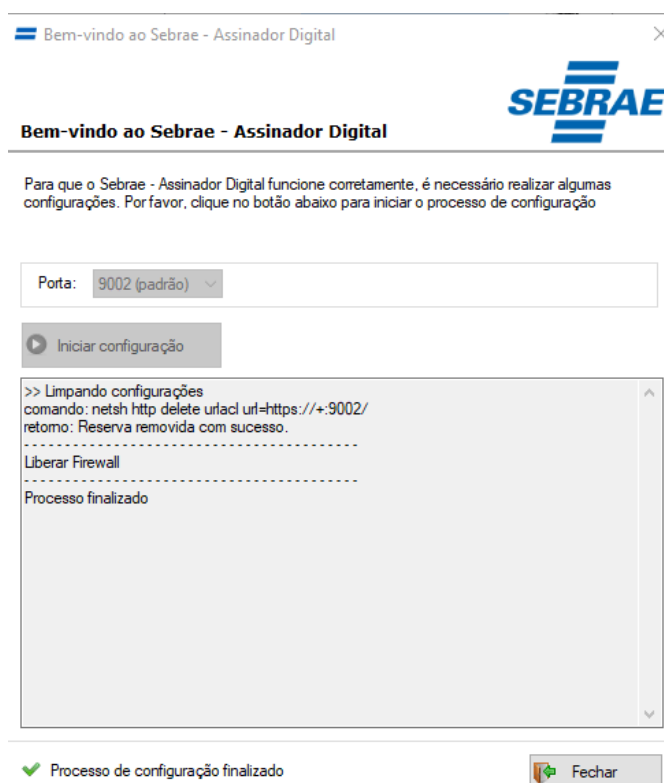 Bem-vindo ao Sebrae - Assinador Digital
SEBRAE
Bem-vindo ao Sebrae - Assinador Digital
Para que o Sebrae - Assinador Digital funcione corretamente, é necessário realizar algumas
configurações. Por favor, clique no botão abaixo para iniciar o processo de configuração
Porta: 9002 (padrão)
Iniciar configuração
>> Limpando configurações
comando: netsh http delete urlacl url=https://+:9002/
retorno: Reserva removida com sucesso.
- - - - - - - - - - - - - - - - - - - - - - - - - - - - - - - - - - - - - - - - -
Liberar Firewall
- - - - - - - - - - - - - - - - - - - - - - - - - - - - - - - - - - - - - - - - -
Processo finalizado
Processo de configuração finalizado
Fechar